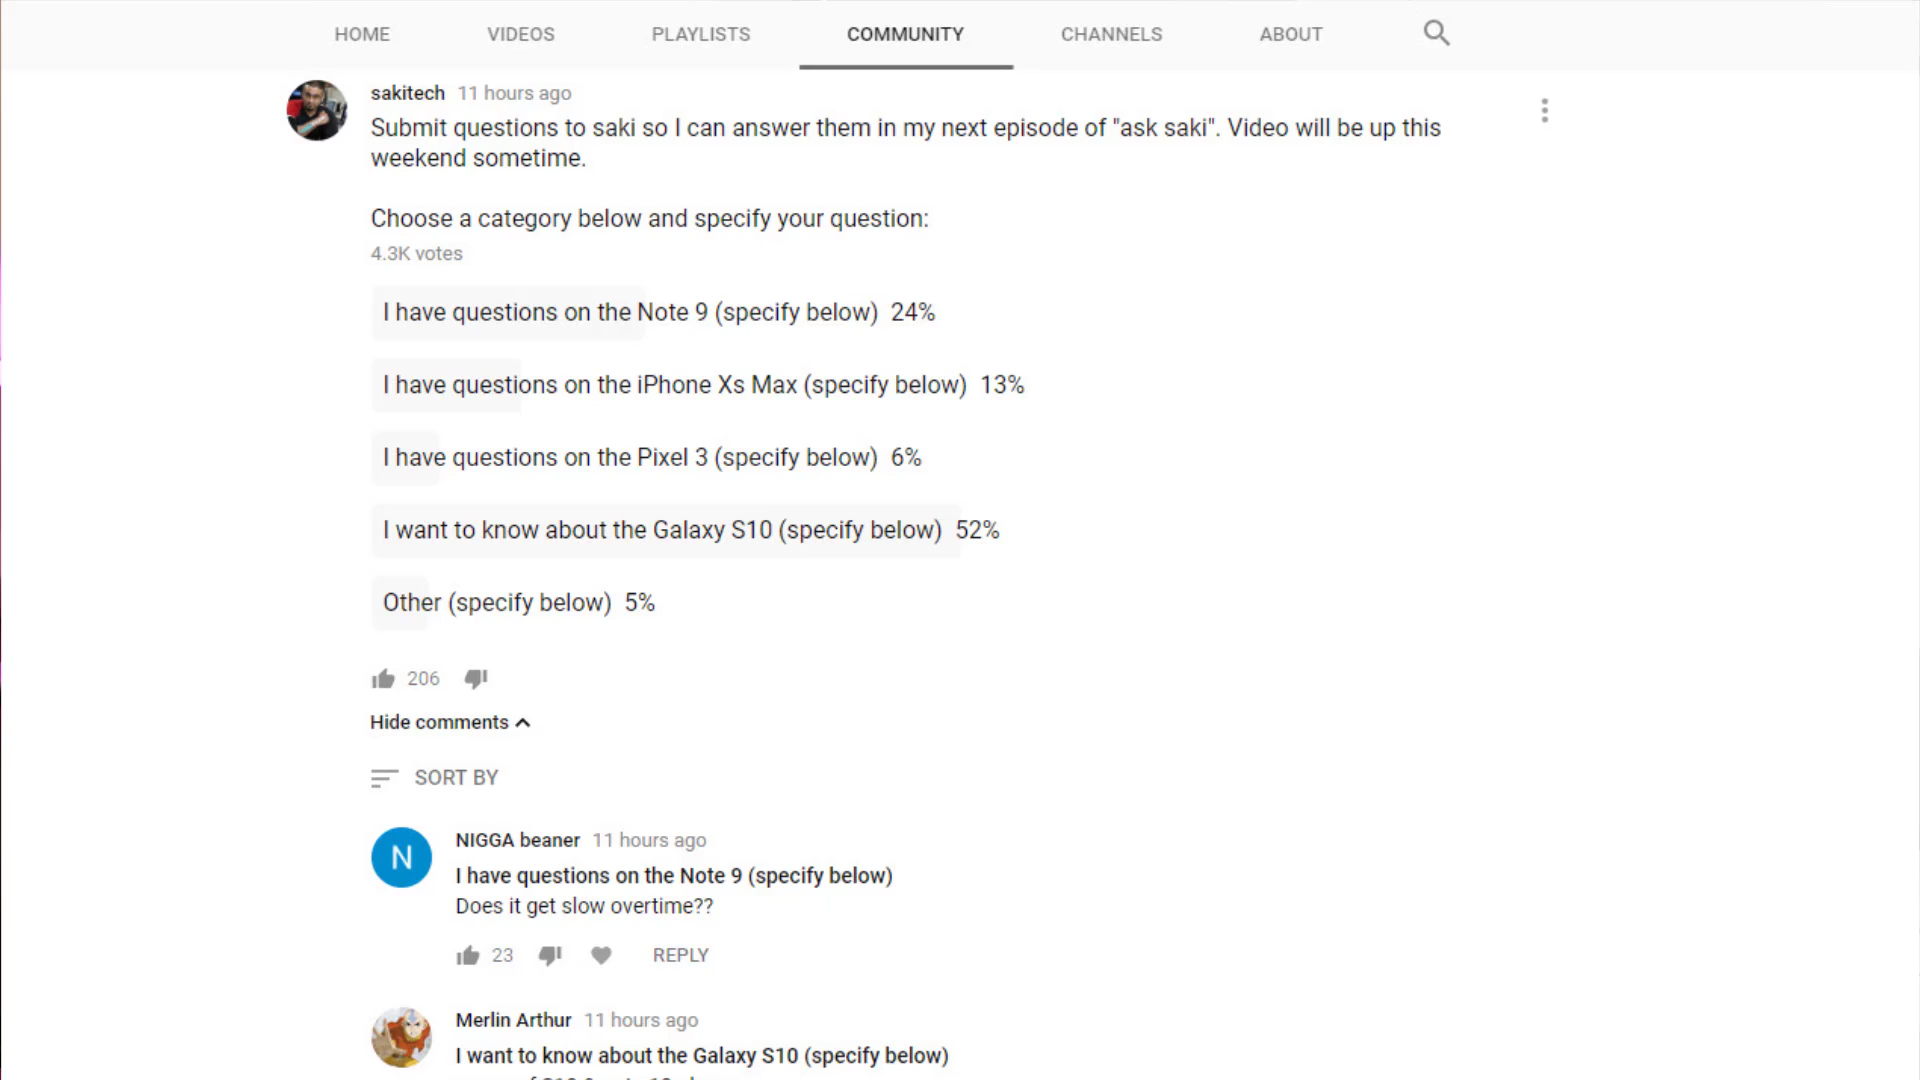 HOME VIDEOS PLAYLISTS COMMUNITY CHANNELS ABOUT
sakitech 11 hours ago
Submit questions to saki so I can answer them in my next episode of "ask saki". Video will be up this
weekend sometime.
Choose a category below and specify your question:
4.3K votes
I have questions on the Note 9 (specify below) 24%
I have questions on the iPhone Xs Max (specify below) 13%
I have questions on the Pixel 3 (specify below) 6%
I want to know about the Galaxy S10 (specify below) 52%
Other (specify below) 5%
206
Hide comments
SORT BY
N
NIGGA beaner 11 hours ago
I have questions on the Note 9 (specify below)
Does it get slow overtime??
23 REPLY
Merlin Arthur 11 hours ago
I want to know about the Galaxy S10 (specify below)